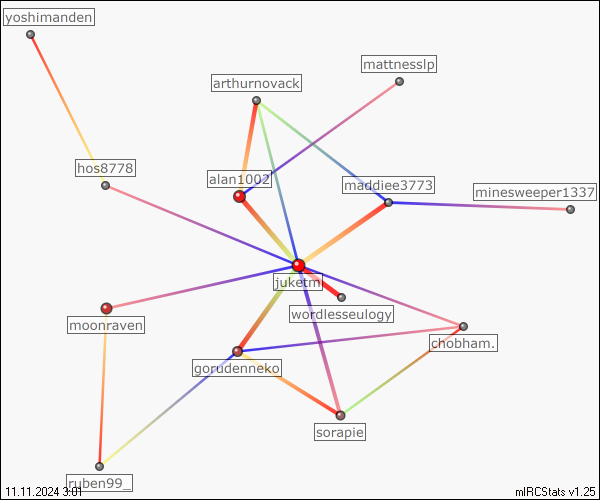 yoshimanden
mattnesslp
arthurnovack
hos8778
alan1002
maddiee3773
minesweeper1337
juketm
wordlesseulogy
moonraven
chobham.
gorudenneko
sorapie
ruben99_
11.11.2024 3:01
mIRCStats v1.25